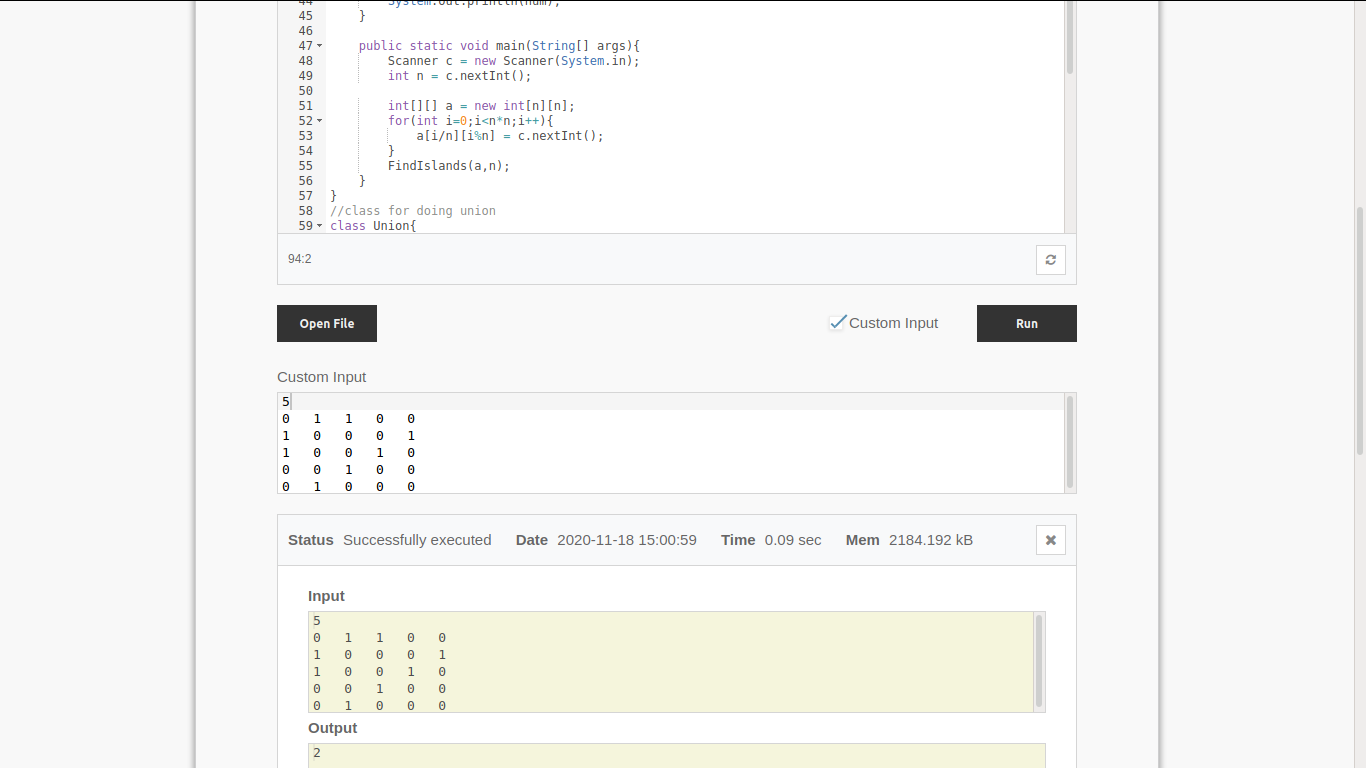 44 System.out.println(num);
45 }
46
47 public static void main(String[] args){
48 Scanner c = new Scanner(System.in);
49 int n = c.nextInt();
50
51 int[][] a = new int[n][n];
52 for(int i=0;i<n*n;i++){
53 a[i/n][i%n] = c.nextInt();
54 }
55 FindIslands(a,n);
56 }
57 }
58 //class for doing union
59 class Union{
94:2
Open File
Custom Input
Run
Custom Input
5
0 1 1 0 0
1 0 0 0 1
1 0 0 1 0
0 0 1 0 0
0 1 0 0 0
Status Successfully executed Date 2020-11-18 15:00:59 Time 0.09 sec Mem 2184.192 kB
Input
5
0 1 1 0 0
1 0 0 0 1
1 0 0 1 0
0 0 1 0 0
0 1 0 0 0
Output
2